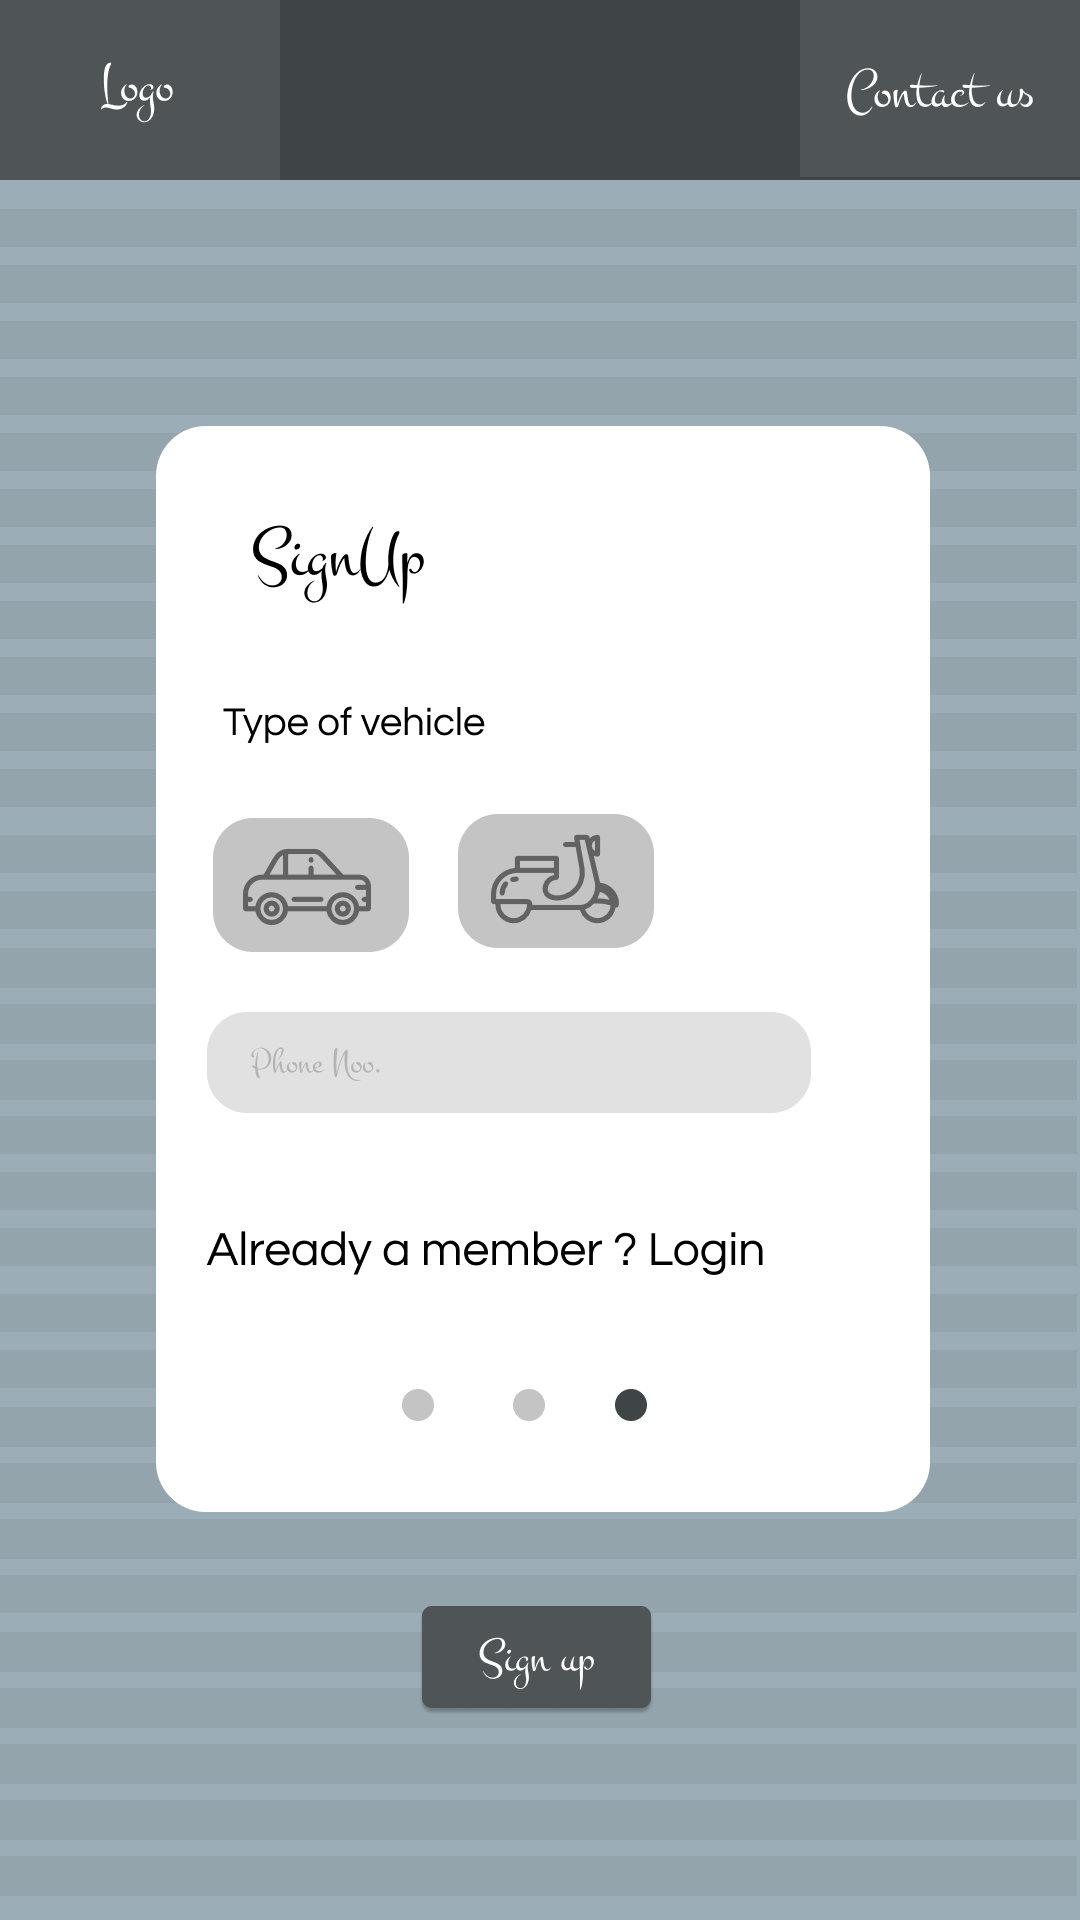 Logo
Contact us
SignUp
Type of vehicle
Phone Noo.
Already a member ? Login
Sign up